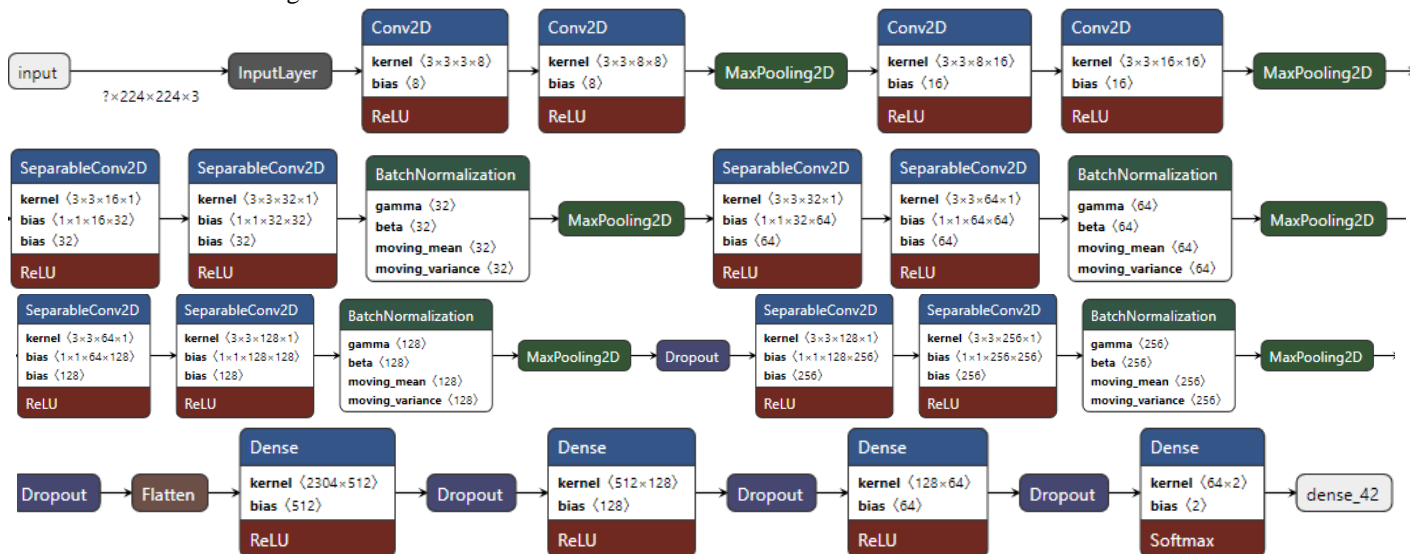 input
?×224×224×3
InputLayer
Conv2D
kernel ⟨3×3×3×8⟩
bias ⟨8⟩
ReLU
Conv2D
kernel ⟨3×3×8×8⟩
bias ⟨8⟩
ReLU
MaxPooling2D
Conv2D
kernel ⟨3×3×8×16⟩
bias ⟨16⟩
ReLU
Conv2D
kernel ⟨3×3×16×16⟩
bias ⟨16⟩
ReLU
MaxPooling2D
SeparableConv2D
kernel ⟨3×3×16×1⟩
bias ⟨1×1×16×32⟩
bias ⟨32⟩
ReLU
SeparableConv2D
kernel ⟨3×3×32×1⟩
bias ⟨1×1×32×32⟩
bias ⟨32⟩
ReLU
BatchNormalization
gamma ⟨32⟩
beta ⟨32⟩
moving_mean ⟨32⟩
moving_variance ⟨32⟩
MaxPooling2D
SeparableConv2D
kernel ⟨3×3×32×1⟩
bias ⟨1×1×32×64⟩
bias ⟨64⟩
ReLU
SeparableConv2D
kernel ⟨3×3×64×1⟩
bias ⟨1×1×64×64⟩
bias ⟨64⟩
ReLU
BatchNormalization
gamma ⟨64⟩
beta ⟨64⟩
moving_mean ⟨64⟩
moving_variance ⟨64⟩
MaxPooling2D
SeparableConv2D
kernel ⟨3×3×64×1⟩
bias ⟨1×1×64×128⟩
bias ⟨128⟩
ReLU
SeparableConv2D
kernel ⟨3×3×128×1⟩
bias ⟨1×1×128×128⟩
bias ⟨128⟩
ReLU
BatchNormalization
gamma ⟨128⟩
beta ⟨128⟩
moving_mean ⟨128⟩
moving_variance ⟨128⟩
MaxPooling2D
Dropout
SeparableConv2D
kernel ⟨3×3×128×1⟩
bias ⟨1×1×128×256⟩
bias ⟨256⟩
ReLU
SeparableConv2D
kernel ⟨3×3×256×1⟩
bias ⟨1×1×256×256⟩
bias ⟨256⟩
ReLU
BatchNormalization
gamma ⟨256⟩
beta ⟨256⟩
moving_mean ⟨256⟩
moving_variance ⟨256⟩
MaxPooling2D
Dropout
Flatten
Dense
kernel ⟨2304×512⟩
bias ⟨512⟩
ReLU
Dropout
Dense
kernel ⟨512×128⟩
bias ⟨128⟩
ReLU
Dropout
Dense
kernel ⟨128×64⟩
bias ⟨64⟩
ReLU
Dropout
Dense
kernel ⟨64×2⟩
bias ⟨2⟩
Softmax
dense_42